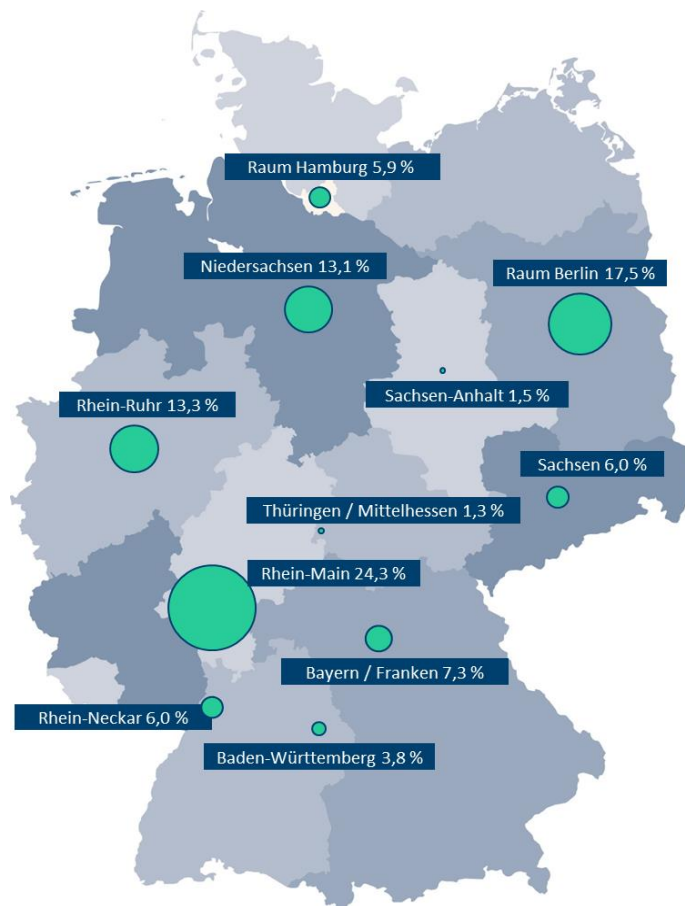 Raum Hamburg 5,9 %
Niedersachsen 13,1 %
Raum Berlin 17,5 %
Sachsen-Anhalt 1,5 %
Rhein-Ruhr 13,3 %
Sachsen 6,0 %
Thüringen / Mittelhessen 1,3 %
Rhein-Main 24,3 %
Bayern / Franken 7,3 %
Rhein-Neckar 6,0 %
Baden-Württemberg 3,8 %